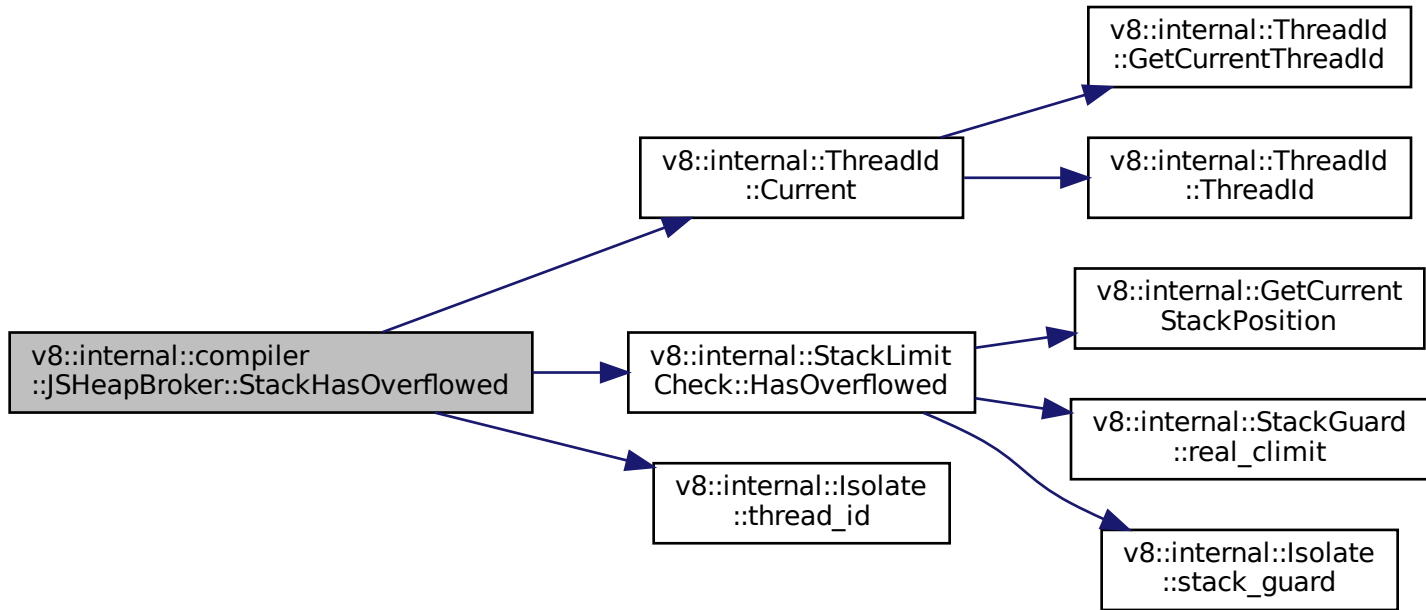 v8::internal::ThreadId
::GetCurrentThreadId
v8::internal::ThreadId
::Current
v8::internal::ThreadId
::ThreadId
v8::internal::GetCurrent
StackPosition
v8::internal::compiler
::JSHeapBroker::StackHasOverflowed
v8::internal::StackLimit
Check::HasOverflowed
v8::internal::StackGuard
::real_climit
v8::internal::Isolate
::thread_id
v8::internal::Isolate
::stack_guard